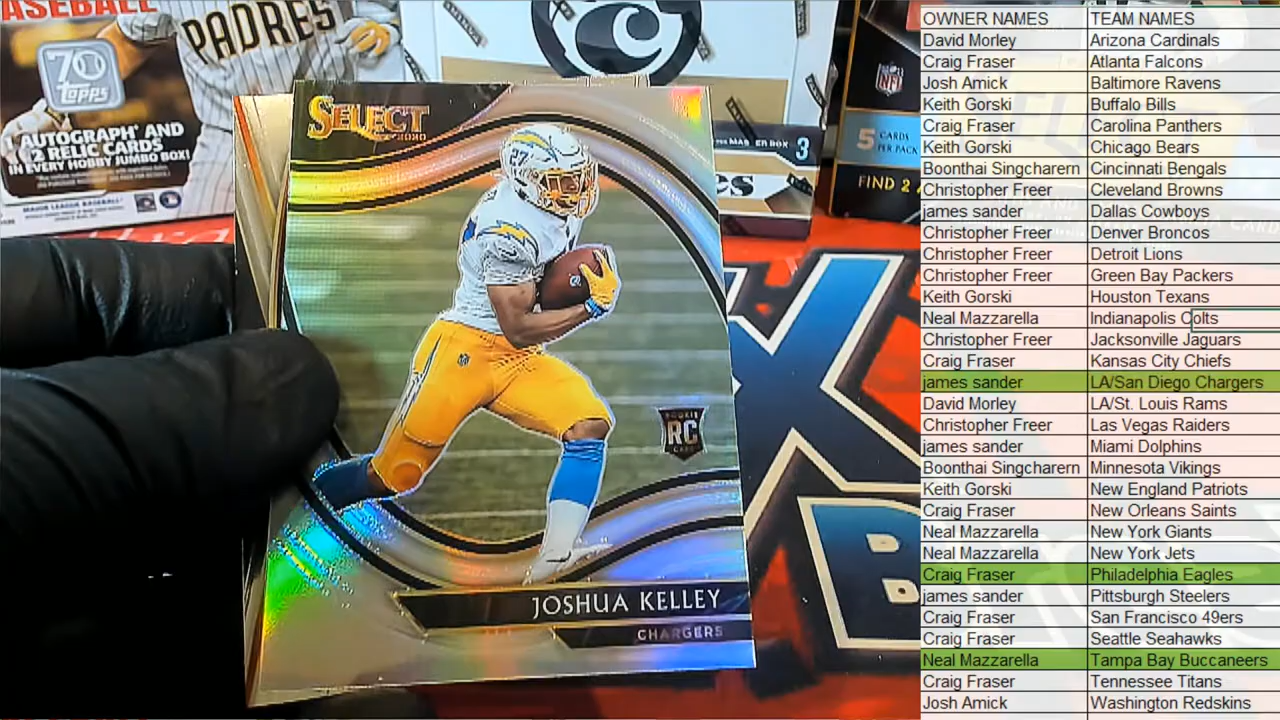 BASEBALL
PADRES
70
topps
1 AUTOGRAPH* AND
2 RELIC CARDS
IN EVERY HOBBY JUMBO BOX!
MAJOR LEAGUE BASEBALL
3
NFL
5 CARDS
PER PACK
FIND 2
SELECT
2020
27
ROOKIE
RC
CARD
JOSHUA KELLEY
CHARGERS
X
B
OWNER NAMES TEAM NAMES
David Morley Arizona Cardinals
Craig Fraser Atlanta Falcons
Josh Amick Baltimore Ravens
Keith Gorski Buffalo Bills
Craig Fraser Carolina Panthers
Keith Gorski Chicago Bears
Boonthai Singcharern Cincinnati Bengals
Christopher Freer Cleveland Browns
james sander Dallas Cowboys
Christopher Freer Denver Broncos
Christopher Freer Detroit Lions
Christopher Freer Green Bay Packers
Keith Gorski Houston Texans
Neal Mazzarella Indianapolis Colts
Christopher Freer Jacksonville Jaguars
Craig Fraser Kansas City Chiefs
james sander LA/San Diego Chargers
David Morley LA/St. Louis Rams
Christopher Freer Las Vegas Raiders
james sander Miami Dolphins
Boonthai Singcharern Minnesota Vikings
Keith Gorski New England Patriots
Craig Fraser New Orleans Saints
Neal Mazzarella New York Giants
Neal Mazzarella New York Jets
Craig Fraser Philadelphia Eagles
james sander Pittsburgh Steelers
Craig Fraser San Francisco 49ers
Craig Fraser Seattle Seahawks
Neal Mazzarella Tampa Bay Buccaneers
Craig Fraser Tennessee Titans
Josh Amick Washington Redskins